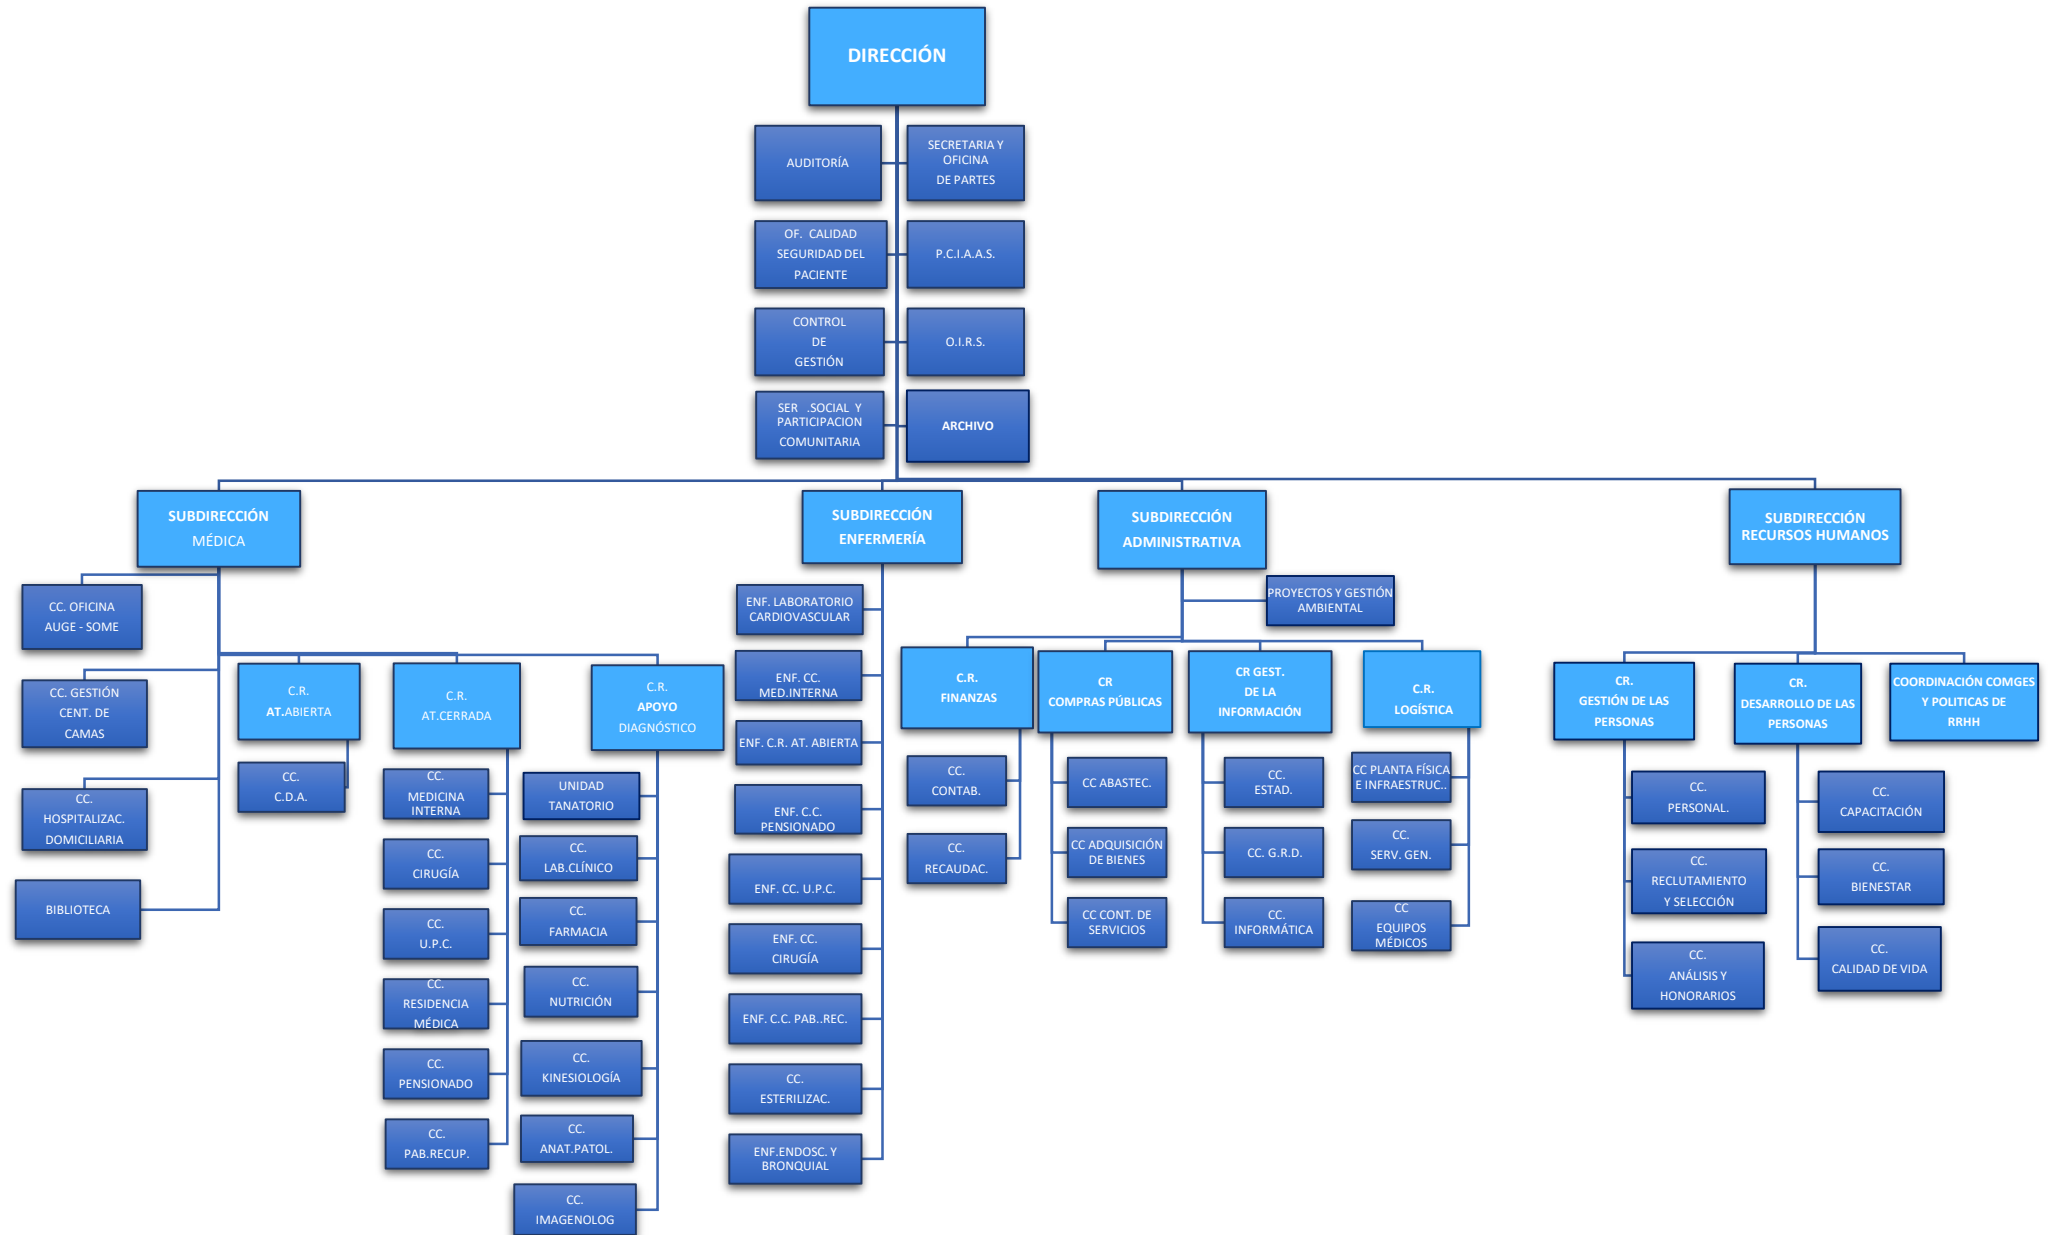 DIRECCIÓN
AUDITORÍA
SECRETARIA Y
OFICINA
DE PARTES
OF. CALIDAD
SEGURIDAD DEL
PACIENTE
P.C.I.A.A.S.
CONTROL
DE
GESTIÓN
O.I.R.S.
SER .SOCIAL Y
PARTICIPACION
COMUNITARIA
ARCHIVO
SUBDIRECCIÓN
MÉDICA
SUBDIRECCIÓN
ENFERMERÍA
SUBDIRECCIÓN
ADMINISTRATIVA
SUBDIRECCIÓN
RECURSOS HUMANOS
CC. OFICINA
AUGE - SOME
CC. GESTIÓN
CENT. DE
CAMAS
CC.
HOSPITALIZAC.
DOMICILIARIA
BIBLIOTECA
C.R.
AT.ABIERTA
CC.
C.D.A.
C.R.
AT.CERRADA
CC.
MEDICINA
INTERNA
CC.
CIRUGÍA
CC.
U.P.C.
CC.
RESIDENCIA
MÉDICA
CC.
PENSIONADO
CC.
PAB.RECUP.
C.R.
APOYO
DIAGNÓSTICO
UNIDAD
TANATORIO
CC.
LAB.CLÍNICO
CC.
FARMACIA
CC.
NUTRICIÓN
CC.
KINESIOLOGÍA
CC.
ANAT.PATOL.
CC.
IMAGENOLOG
ENF. LABORATORIO
CARDIOVASCULAR
ENF. CC.
MED.INTERNA
ENF. C.R. AT. ABIERTA
ENF. C.C.
PENSIONADO
ENF. CC. U.P.C.
ENF. CC.
CIRUGÍA
ENF. C.C. PAB..REC.
CC.
ESTERILIZAC.
ENF.ENDOSC. Y
BRONQUIAL
PROYECTOS Y GESTIÓN
AMBIENTAL
C.R.
FINANZAS
CC.
CONTAB.
CC.
RECAUDAC.
CR
COMPRAS PÚBLICAS
CC ABASTEC.
CC ADQUISICIÓN
DE BIENES
CC CONT. DE
SERVICIOS
CR GEST.
DE LA
INFORMACIÓN
CC.
ESTAD.
CC. G.R.D.
CC.
INFORMÁTICA
C.R.
LOGÍSTICA
CC PLANTA FÍSICA
E INFRAESTRUC..
CC.
SERV. GEN.
CC
EQUIPOS
MÉDICOS
CR.
GESTIÓN DE LAS
PERSONAS
CC.
PERSONAL.
CC.
RECLUTAMIENTO
Y SELECCIÓN
CC.
ANÁLISIS Y
HONORARIOS
CR.
DESARROLLO DE LAS
PERSONAS
CC.
CAPACITACIÓN
CC.
BIENESTAR
CC.
CALIDAD DE VIDA
COORDINACIÓN COMGES
Y POLITICAS DE
RRHH